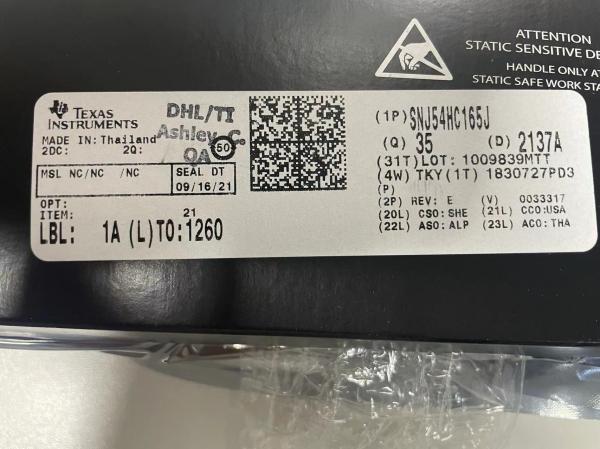 ATTENTION
STATIC SENSITIVE DE
HANDLE ONLY AT
STATIC SAFE WORK STA
TEXAS
INSTRUMENTS
MADE IN: Thailand
2DC: 2Q:
DHL/TI
Ashley C.
QA 50
MSL NC/NC /NC
SEAL DT
09/16/21
OPT:
ITEM: 21
LBL: 1A (L)TO:1260
(1P) SNJ54HC165J
(Q) 35 (D) 2137A
(31T)LOT: 1009839MTT
(4W) TKY(1T) 1830727PD3
(P)
(2P) REV: E (V) 0033317
(20L) CSO:SHE (21L) CCO:USA
(22L) ASO:ALP (23L) ACO:THA